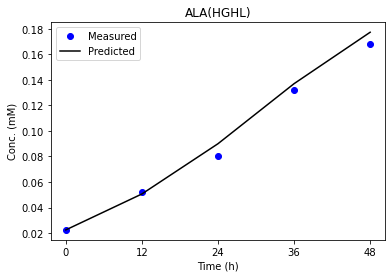 ALA(HGHL)
Measured
Predicted
Conc. (mM)
0.18
0.16
0.14
0.12
0.10
0.08
0.06
0.04
0.02
0 12 24 36 48
Time (h)